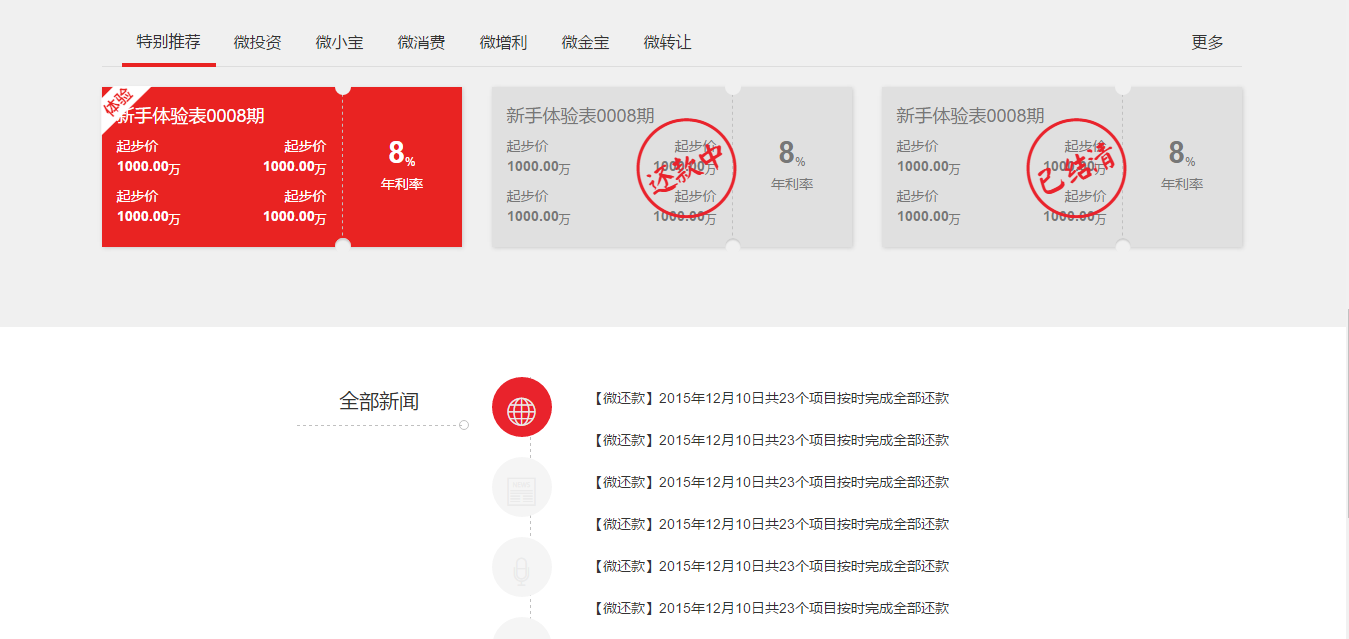 特别推荐 微投资 微小宝 微消费 微增利 微金宝 微转让 更多
体验
新手体验表0008期
起步价 起步价
1000.00万 1000.00万
起步价 起步价
1000.00万 1000.00万
8%
年利率
新手体验表0008期
起步价 起步价
1000.00万 1000.00万
起步价 起步价
1000.00万 1000.00万
还款中
8%
年利率
新手体验表0008期
起步价 起步价
1000.00万 1000.00万
起步价 起步价
1000.00万 1000.00万
已结清
8%
年利率
全部新闻
【微还款】2015年12月10日共23个项目按时完成全部还款
【微还款】2015年12月10日共23个项目按时完成全部还款
NEWS
【微还款】2015年12月10日共23个项目按时完成全部还款
【微还款】2015年12月10日共23个项目按时完成全部还款
【微还款】2015年12月10日共23个项目按时完成全部还款
【微还款】2015年12月10日共23个项目按时完成全部还款